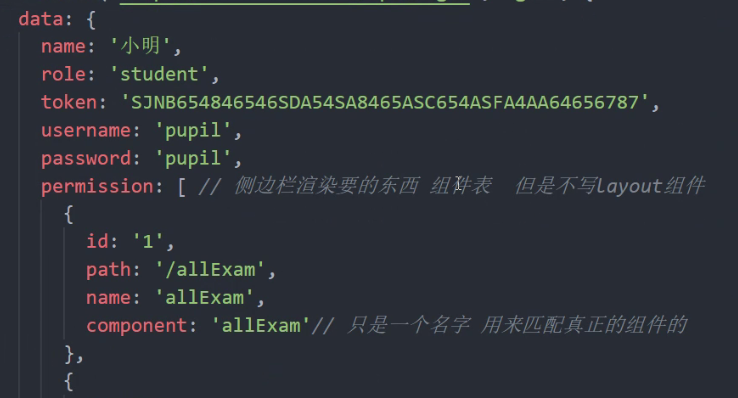 data: {
name: '小明',
role: 'student',
token: 'SJNB654846546SDA54SA8465ASC654ASFA4AA64656787',
username: 'pupil',
password: 'pupil',
permission: [ // 侧边栏渲染要的东西 组件表 但是不写layout组件
{
id: '1',
path: '/allExam',
name: 'allExam',
component: 'allExam'// 只是一个名字 用来匹配真正的组件的
},
{